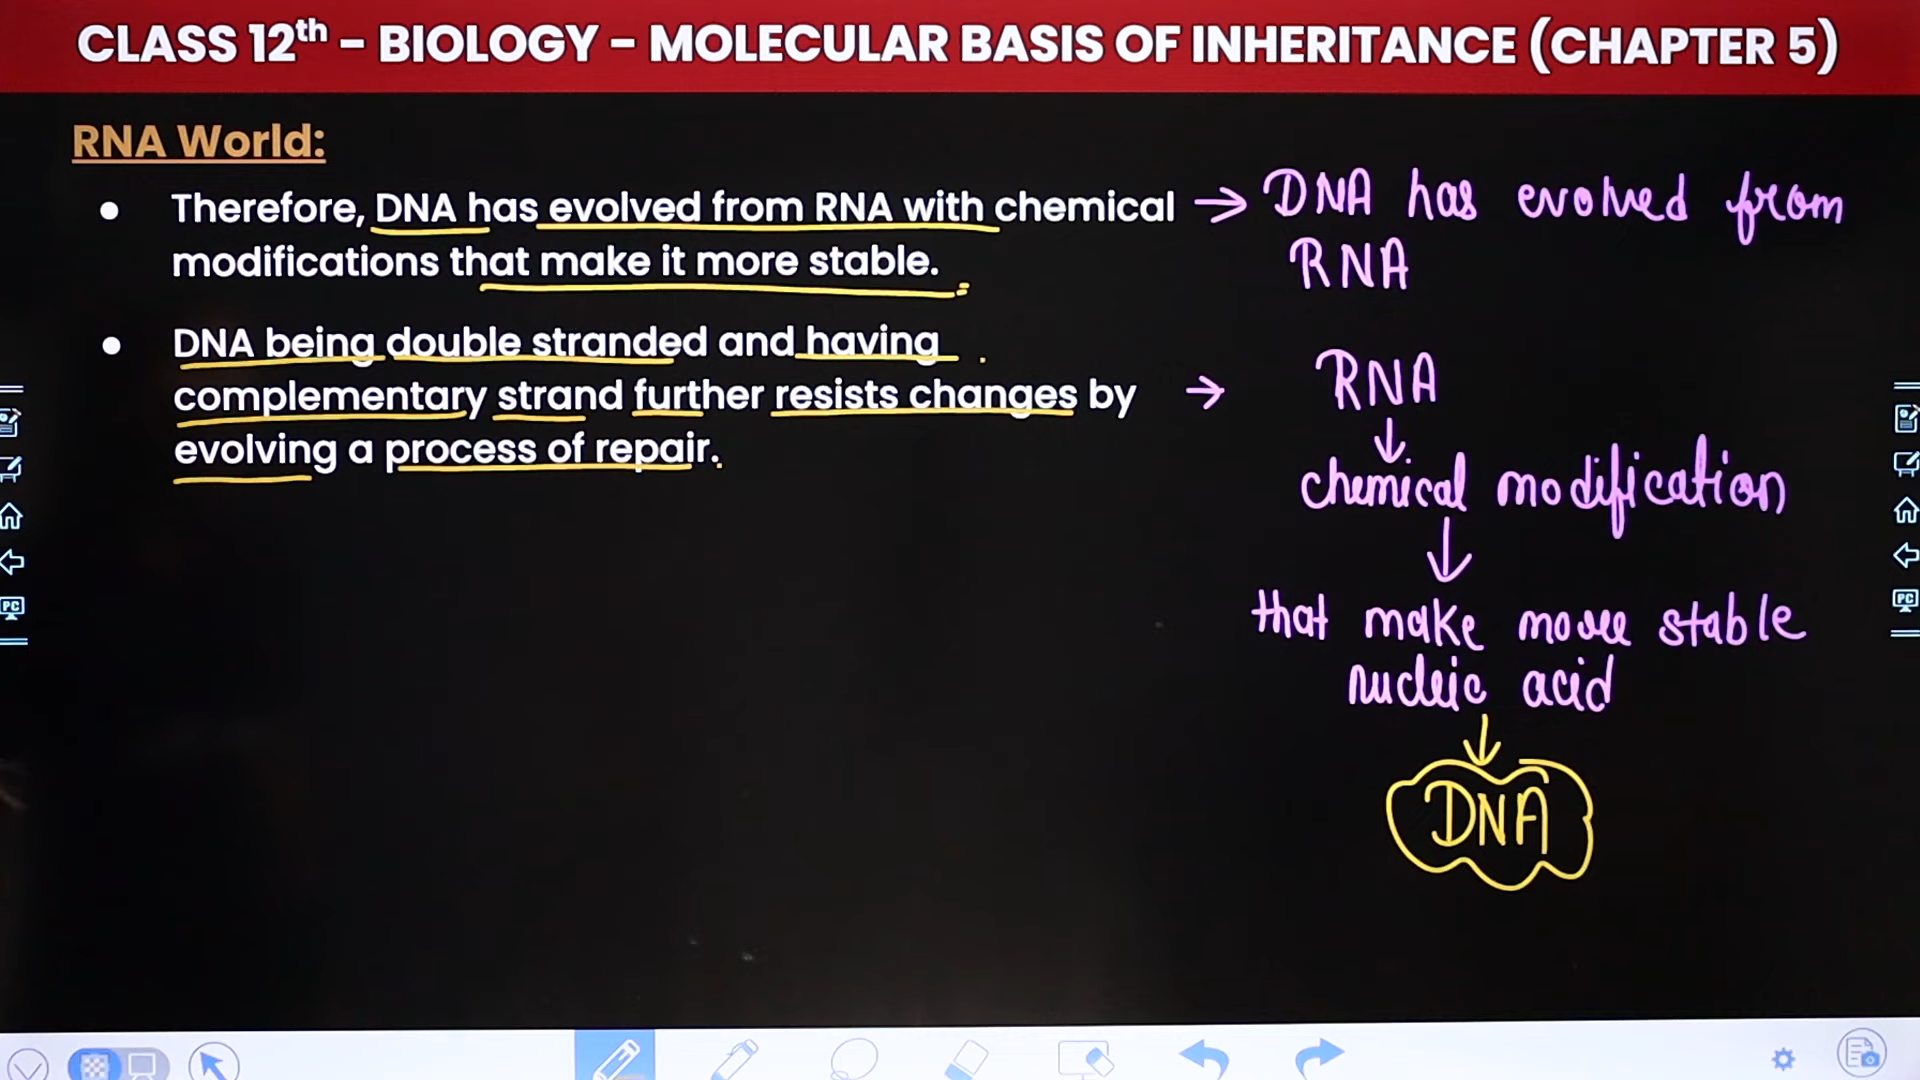 CLASS 12th – BIOLOGY – MOLECULAR BASIS OF INHERITANCE (CHAPTER 5)
RNA World:
• Therefore, DNA has evolved from RNA with chemical
modifications that make it more stable.
• DNA being double stranded and having
complementary strand further resists changes by
evolving a process of repair.
→ DNA has evolved from
RNA
→ RNA
↓
chemical modification
↓
that make more stable
nucleic acid
↓
DNA
PC
PC